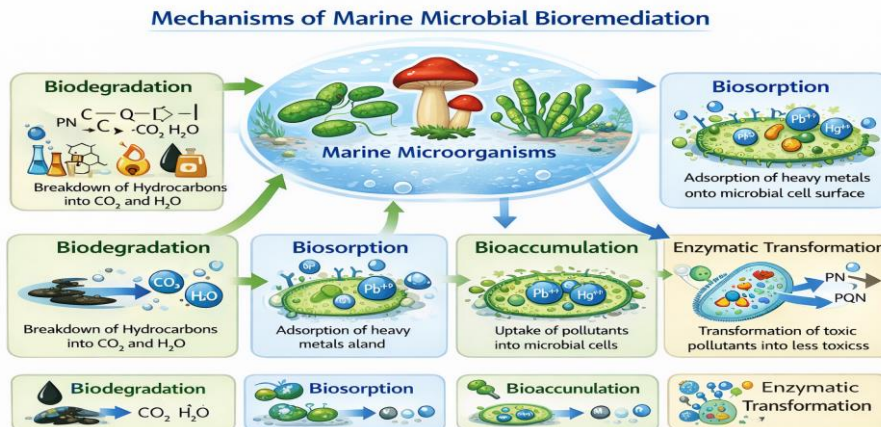 Mechanisms of Marine Microbial Bioremediation
Biodegradation
C Q I
PN C CO₂ H₂O
Breakdown of Hydrocarbons
into CO₂ and H₂O
Marine Microorganisms
Biosorption
Pb Hg
Adsorption of heavy metals
onto microbial cell surface
Biodegradation
CO₃
H₂O
Breakdown of Hydrocarbons
into CO₂ and H₂O
Biosorption
Pb
Adsorption of heavy
metals aland
Bioaccumulation
Pb Hg
Uptake of pollutants
into microbial cells
Enzymatic Transformation
PN
PQN
Transformation of toxic
pollutants into less toxicss
Biodegradation
CO₂ H₂O
Biosorption
Bioaccunulation
Enzymatic
Transformation